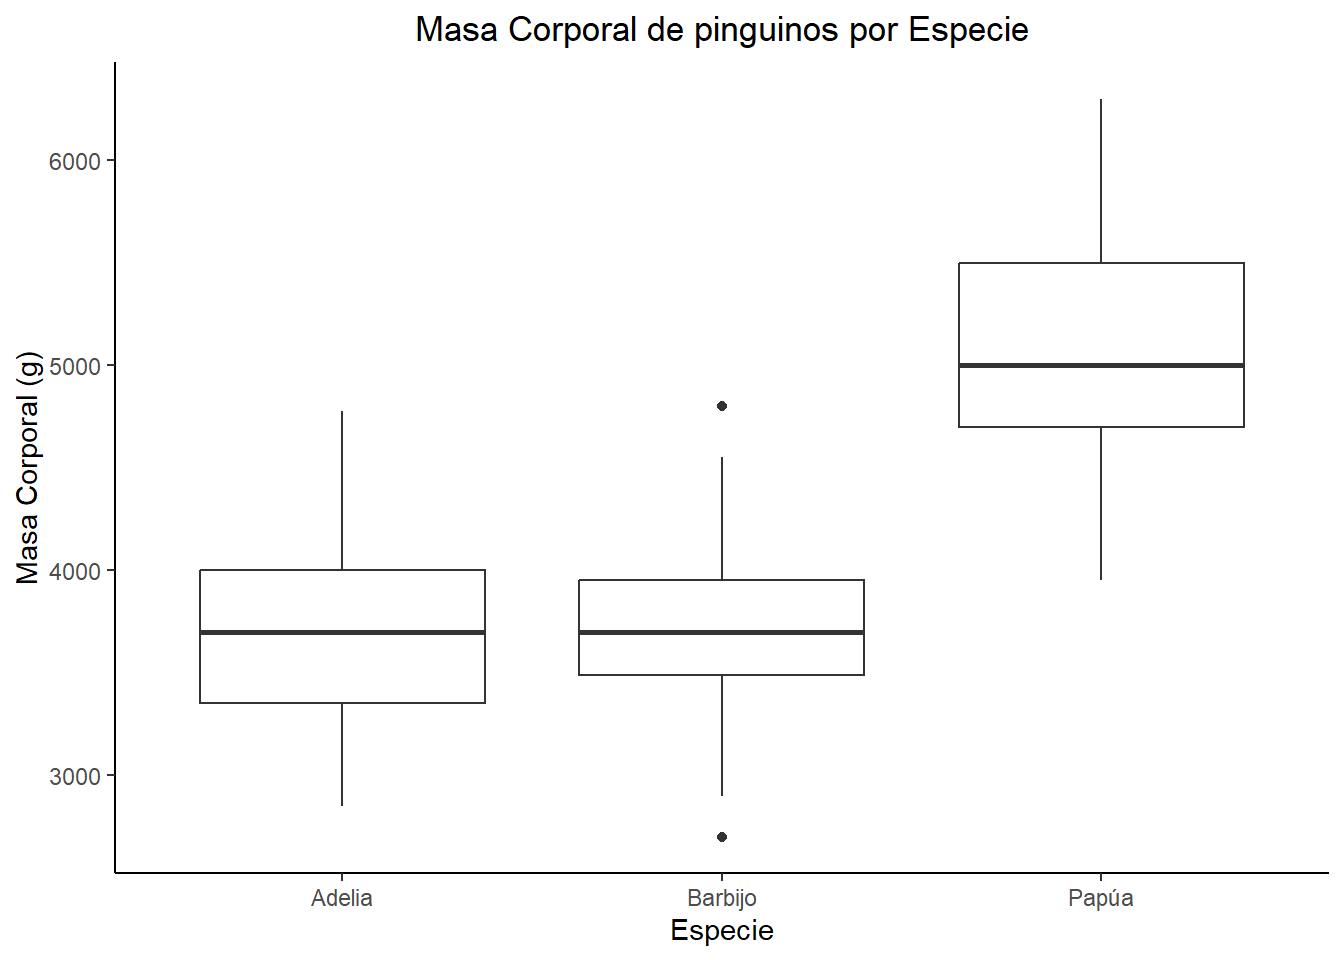 Masa Corporal de pinguinos por Especie
Masa Corporal (g)
6000
5000
4000
3000
Adelia
Barbijo
Papúa
Especie